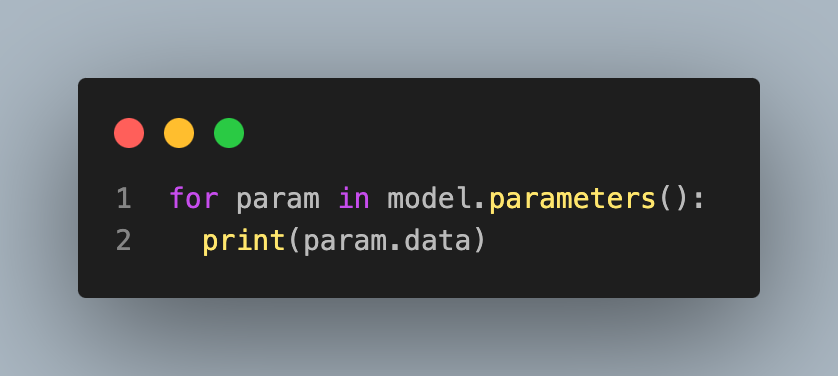 1 for param in model.parameters():
2   print(param.data)